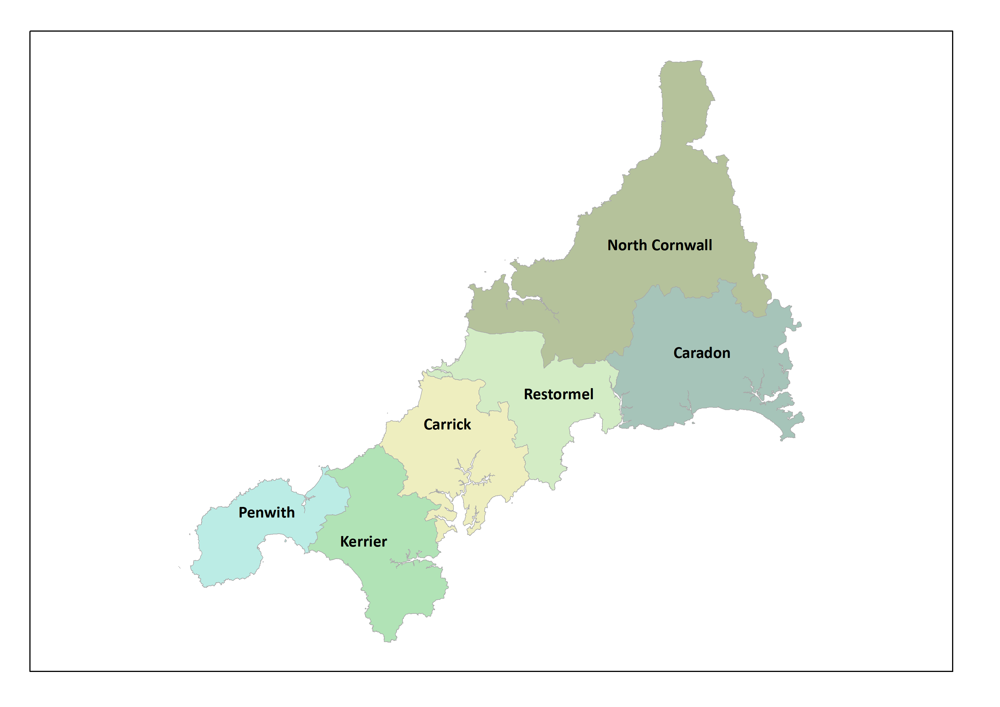 North Cornwall
Caradon
Restormel
Carrick
Penwith
Kerrier